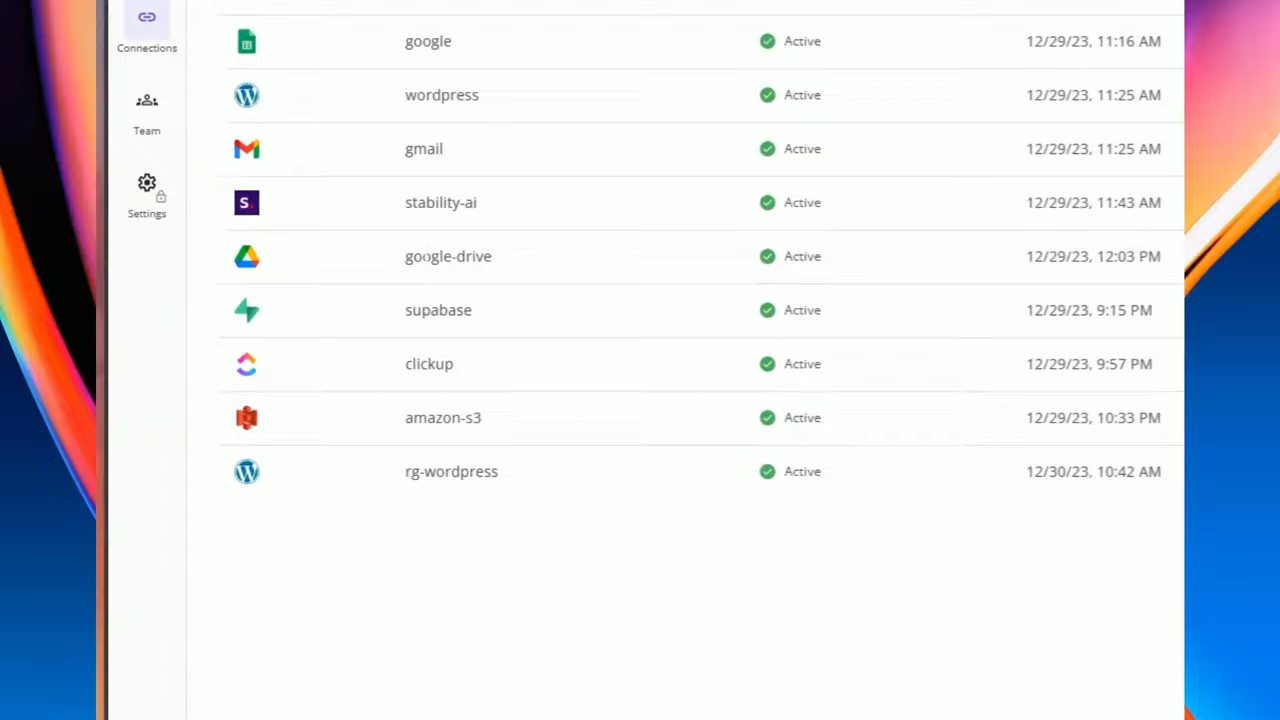 Connections
Team
Settings
google Active 12/29/23, 11:16 AM
wordpress Active 12/29/23, 11:25 AM
gmail Active 12/29/23, 11:25 AM
S. stability-ai Active 12/29/23, 11:43 AM
google-drive Active 12/29/23, 12:03 PM
supabase Active 12/29/23, 9:15 PM
clickup Active 12/29/23, 9:57 PM
amazon-s3 Active 12/29/23, 10:33 PM
rg-wordpress Active 12/30/23, 10:42 AM